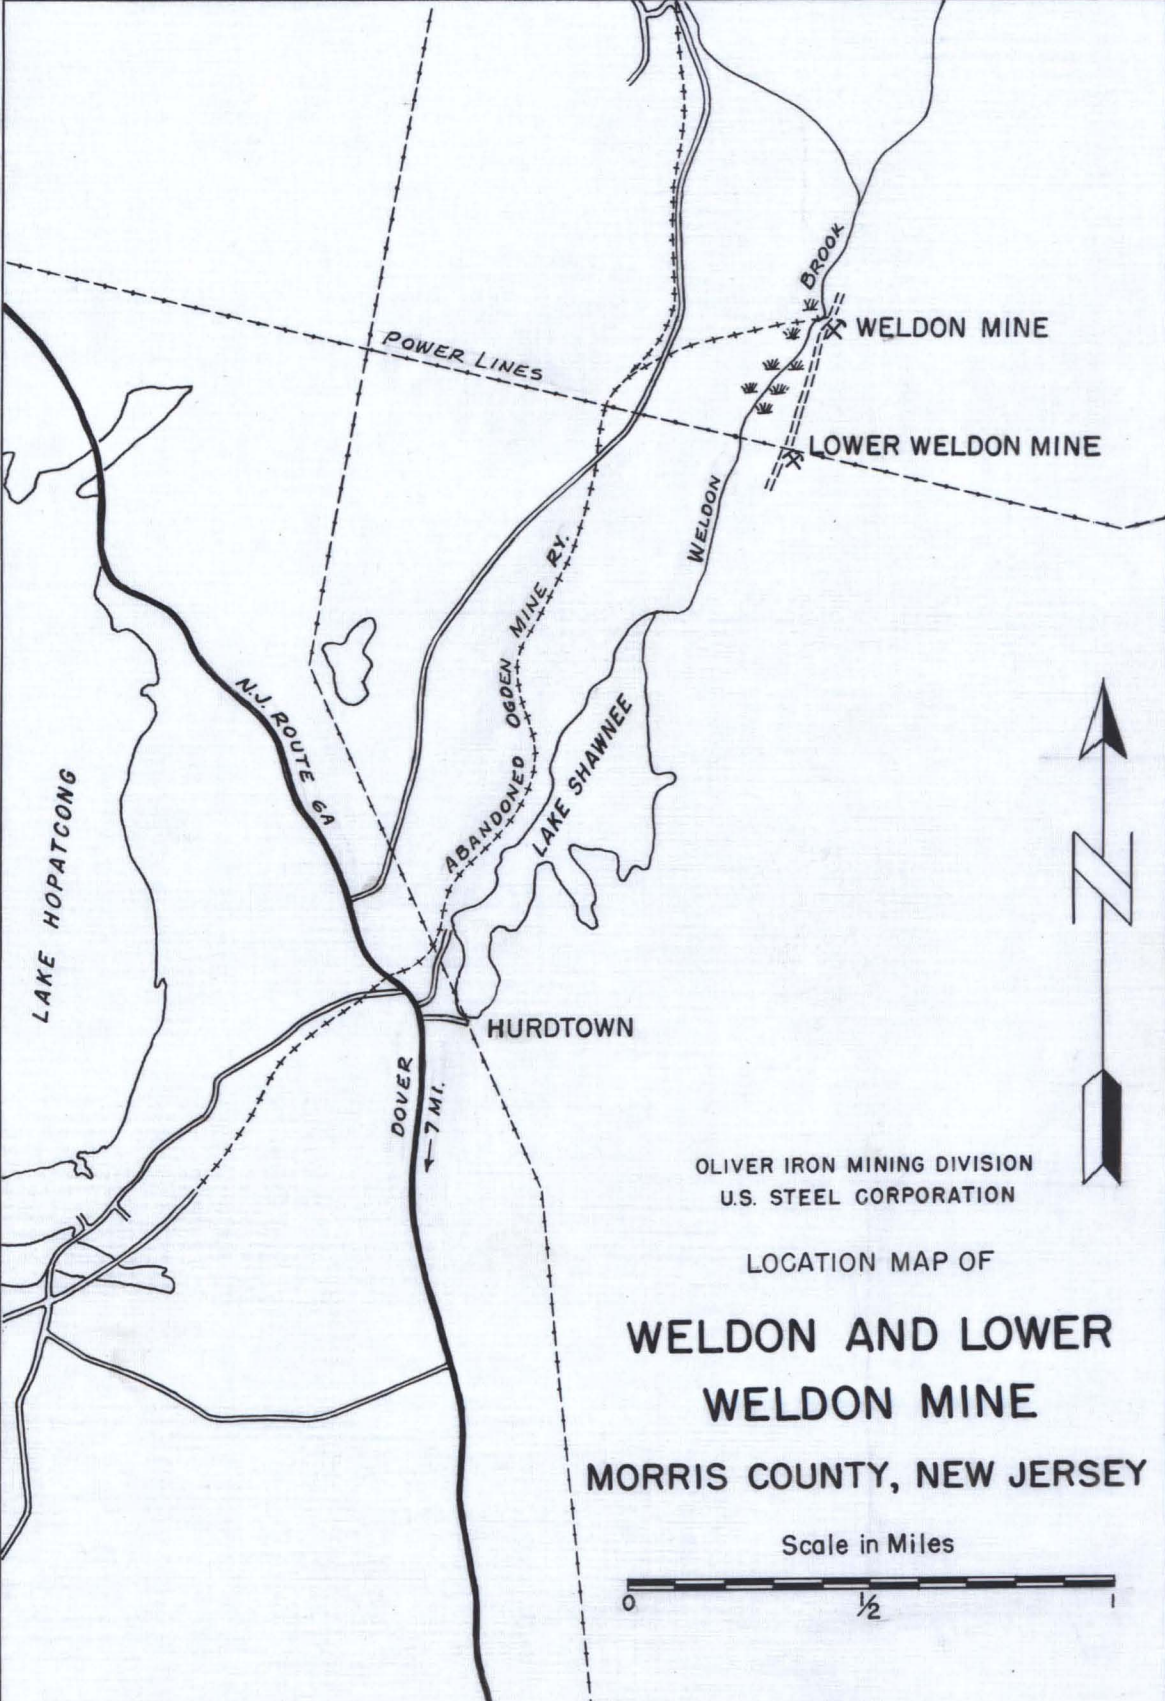 BROOK
WELDON MINE
POWER LINES
LOWER WELDON MINE
WELDON
ABANDONED OGDEN MINE RY.
N.J. ROUTE 6A
LAKE SHAWNEE
LAKE HOPATCONG
N
HURDTOWN
DOVER
7 MI.
OLIVER IRON MINING DIVISION
U.S. STEEL CORPORATION
LOCATION MAP OF
WELDON AND LOWER
WELDON MINE
MORRIS COUNTY, NEW JERSEY
Scale in Miles
0 ½ 1